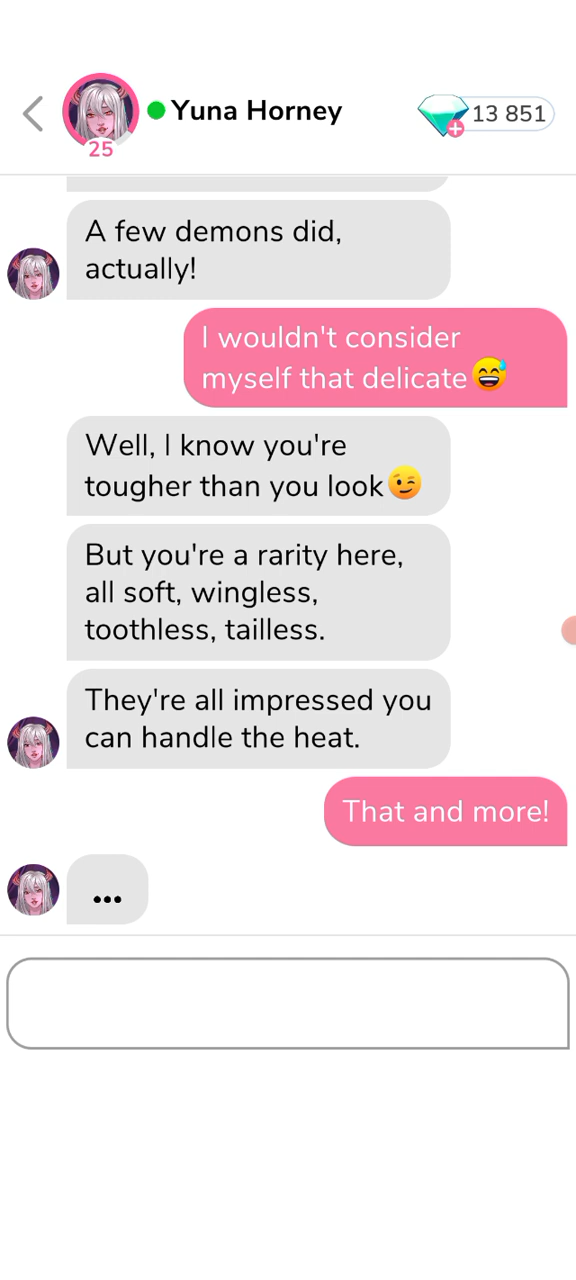 Yuna Horney
13 851
25
A few demons did,
actually!
I wouldn't consider
myself that delicate😅
Well, I know you're
tougher than you look😉
But you're a rarity here,
all soft, wingless,
toothless, tailless.
They're all impressed you
can handle the heat.
That and more!
...